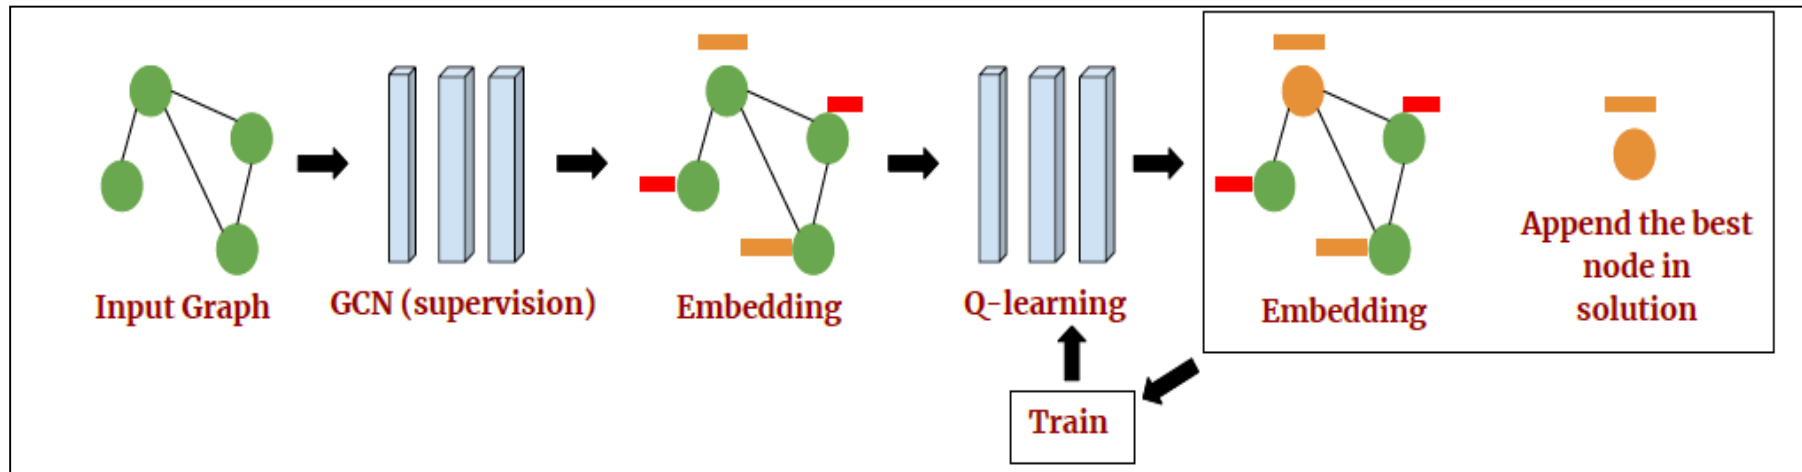 Input Graph
GCN (supervision)
Embedding
Q-learning
Embedding
Append the best
node in
solution
Train